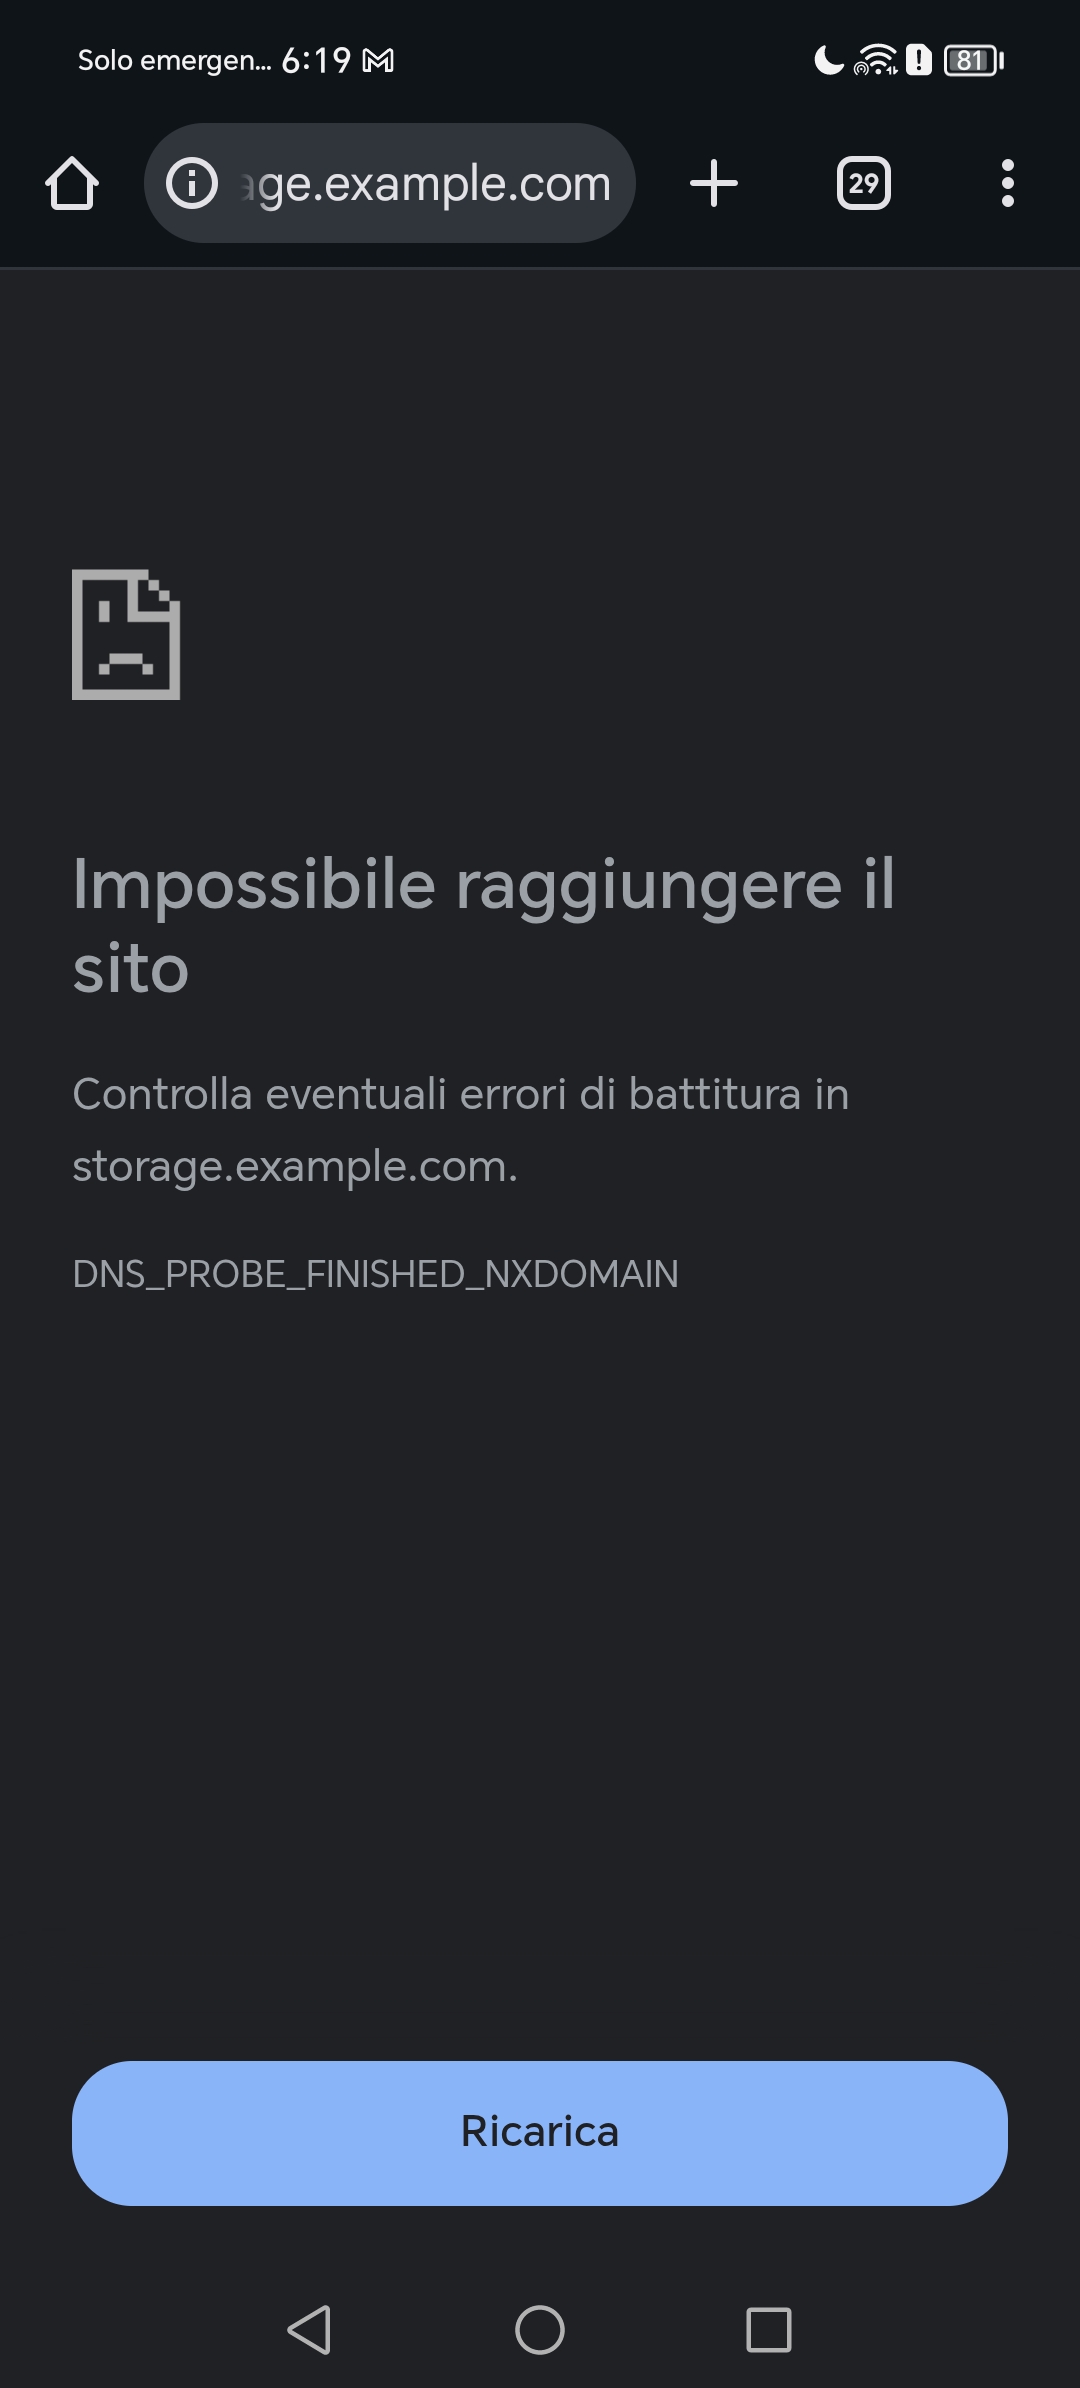 Solo emergen... 6:19 81
ge.example.com 29
Impossibile raggiungere il
sito
Controlla eventuali errori di battitura in
storage.example.com.
DNS_PROBE_FINISHED_NXDOMAIN
Ricarica